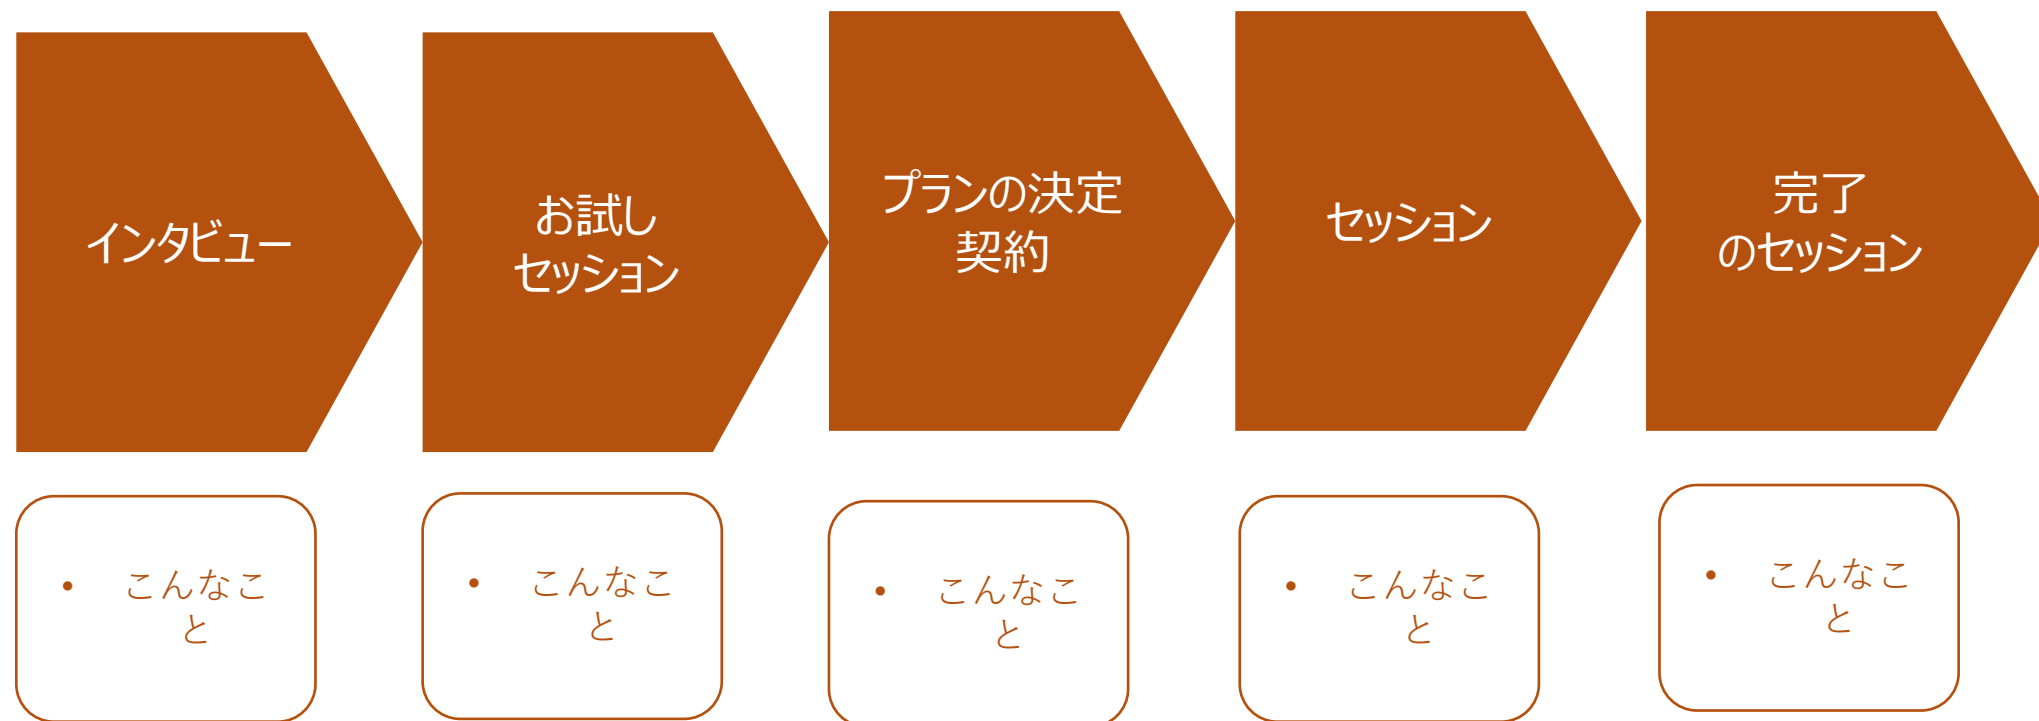 インタビュー
お試し
セッション
プランの決定
契約
セッション
完了
のセッション
• こんなこ
と
• こんなこ
と
• こんなこ
と
• こんなこ
と
• こんなこ
と